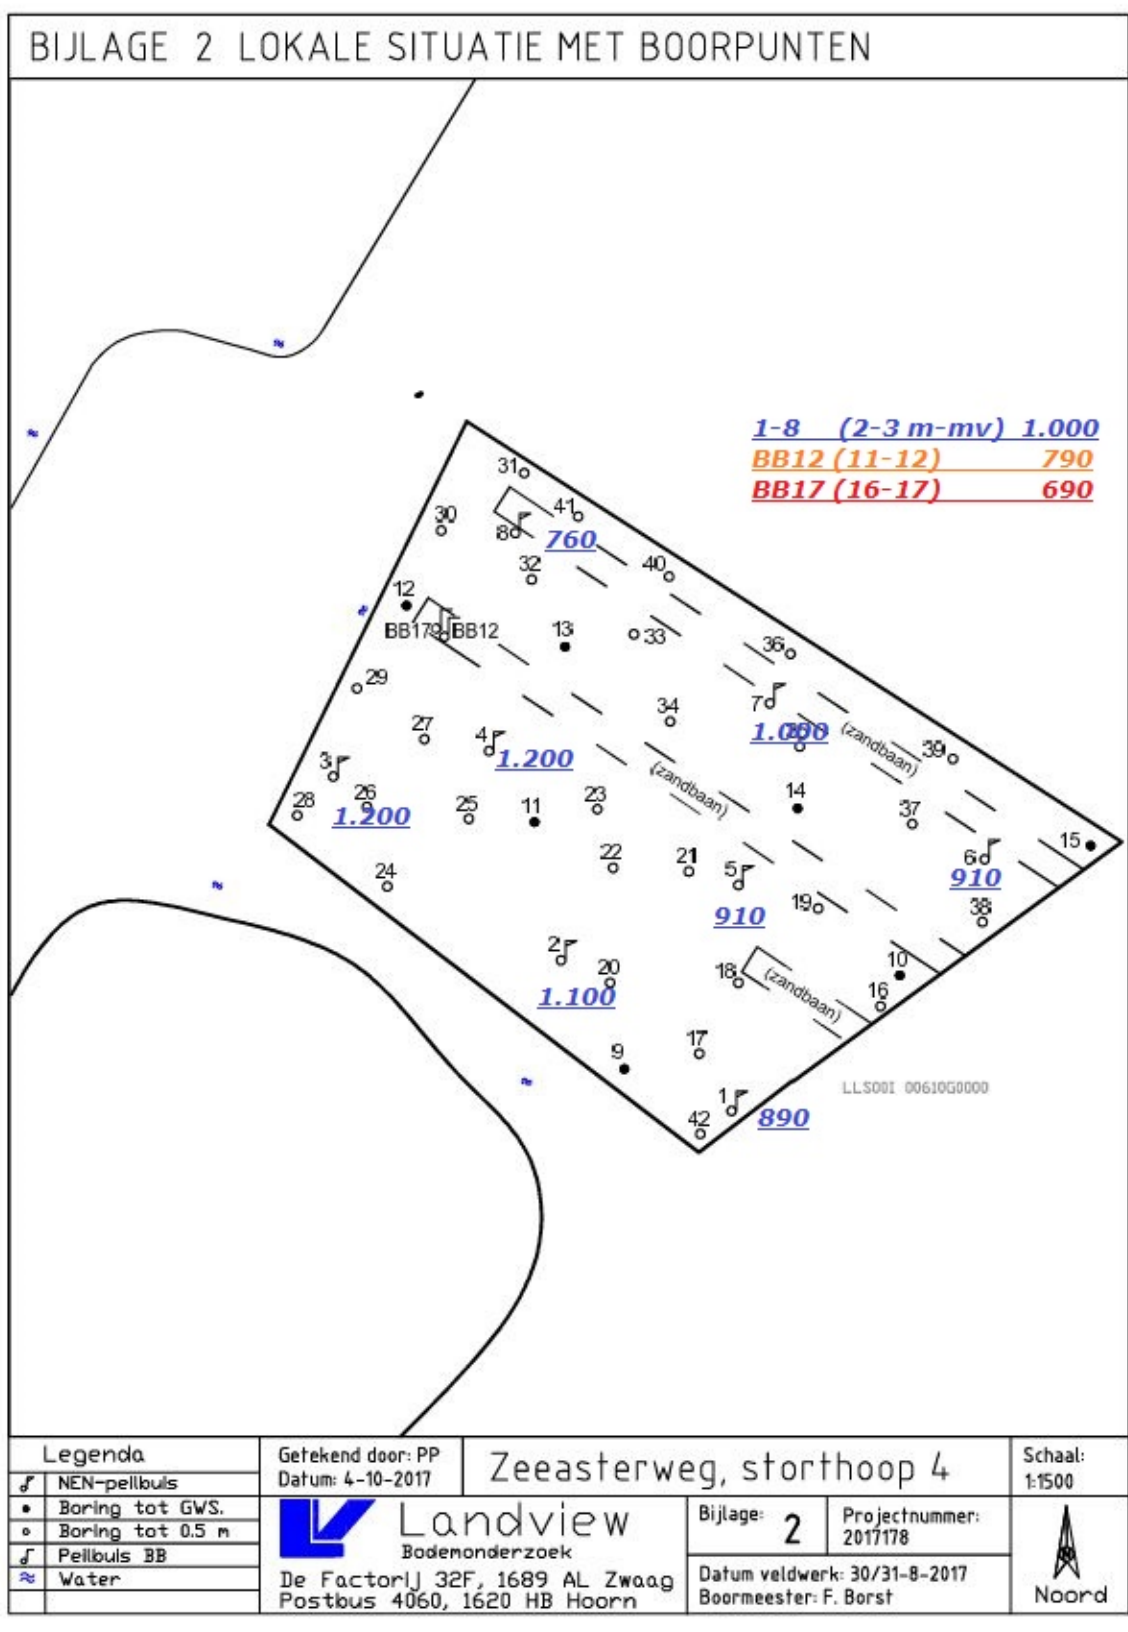 BIJLAGE 2 LOKALE SITUATIE MET BOORPUNTEN
1-8 (2-3 m-mv) 1.000
BB12 (11-12) 790
BB17 (16-17) 690
31
41
30
8
760
32
40
12
BB17 BB12
13
33
36
29
7
34
1.000
(zandbaan)
27
4
1.200
39
3
(zandbaan)
14
28
26
1.200
25
11
23
37
15
6
910
22
21
5
24
910
19
38
2
20
1.100
18
(zandbaan)
10
16
9
17
1
890
42
LLS00I 00610G0000
Legenda
NEN-peilbuis
Boring tot GWS.
Boring tot 0.5 m
Peilbuis BB
Water
Getekend door: PP
Datum: 4-10-2017
Zeeasterweg, storthoop 4
Schaal:
1:1500
Landview
Bodemonderzoek
De Factorij 32F, 1689 AL Zwaag
Postbus 4060, 1620 HB Hoorn
Bijlage: 2
Projectnummer:
2017178
Datum veldwerk: 30/31-8-2017
Boormeester: F. Borst
Noord